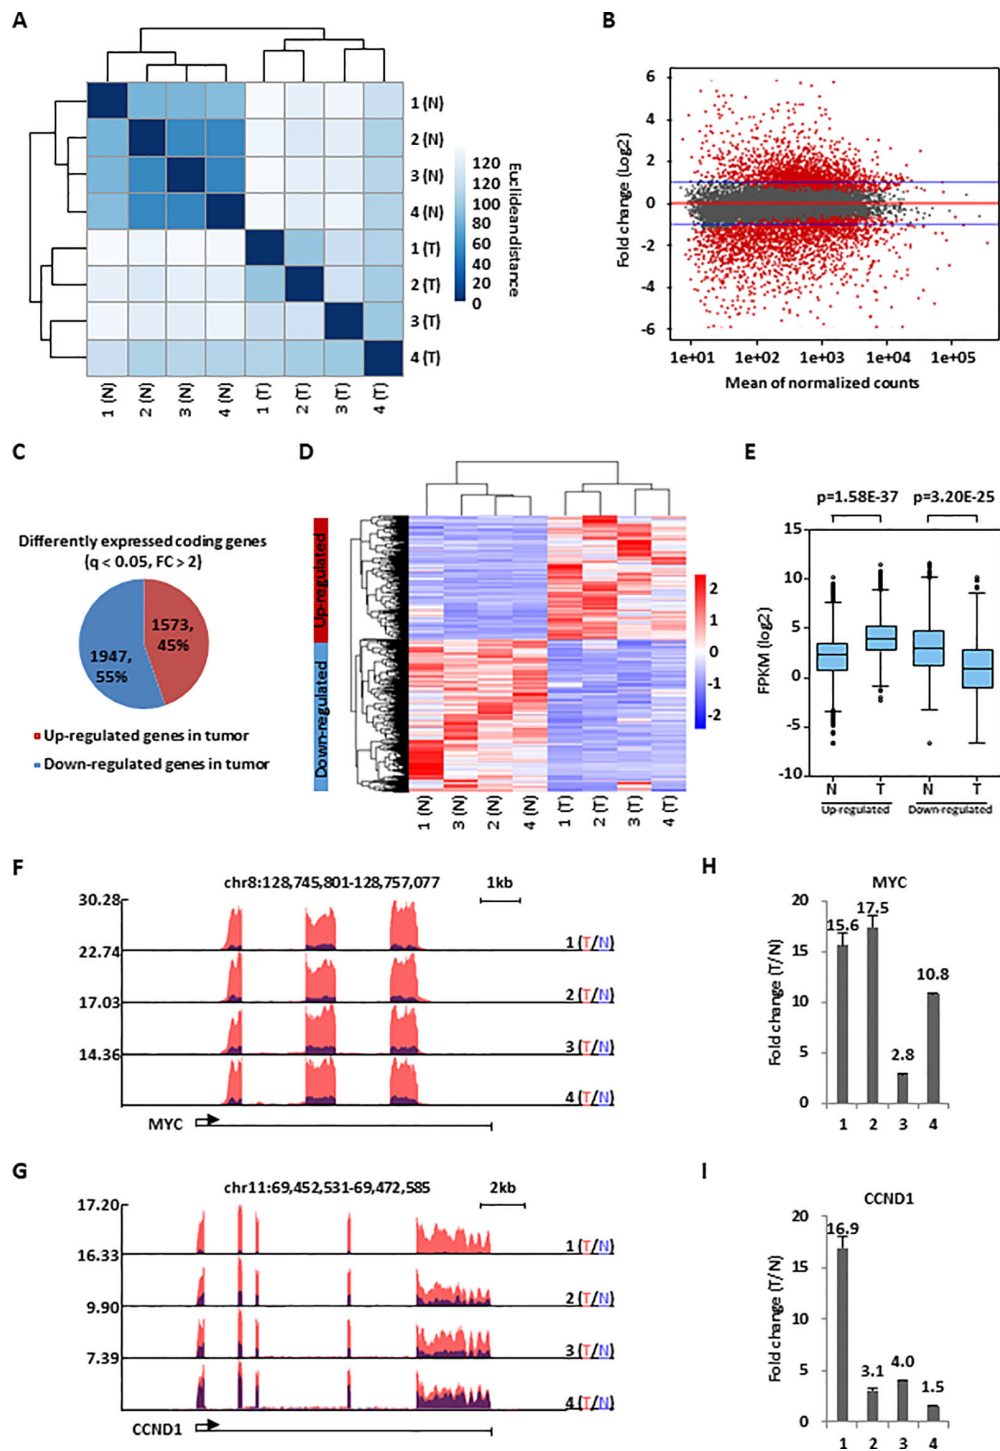 A
1 (N)
2 (N)
3 (N)
4 (N)
1 (T)
2 (T)
3 (T)
4 (T)
120
120
100
80
60
40
20
0
Euclidean distance
1 (N)
2 (N)
3 (N)
4 (N)
1 (T)
2 (T)
3 (T)
4 (T)
B
6
4
2
0
-2
-4
-6
Fold change (Log2)
1e+01
1e+02
1e+03
1e+04
1e+05
Mean of normalized counts
C
Differently expressed coding genes
(q < 0.05, FC > 2)
1573,
45%
1947,
55%
Up-regulated genes in tumor
Down-regulated genes in tumor
D
Up-regulated
Down-regulated
2
1
0
-1
-2
1 (N)
3 (N)
2 (N)
4 (N)
1 (T)
2 (T)
3 (T)
4 (T)
E
p=1.58E-37
p=3.20E-25
15
10
5
0
-5
-10
FPKM (log2)
N
T
N
T
Up-regulated
Down-regulated
F
chr8:128,745,801-128,757,077
1kb
30.28
22.74
17.03
14.36
1 (T/N)
2 (T/N)
3 (T/N)
4 (T/N)
MYC
G
chr11:69,452,531-69,472,585
2kb
17.20
16.33
9.90
7.39
1 (T/N)
2 (T/N)
3 (T/N)
4 (T/N)
CCND1
H
MYC
20
15
10
5
0
Fold change (T/N)
15.6
17.5
2.8
10.8
1
2
3
4
I
CCND1
20
15
10
5
0
Fold change (T/N)
16.9
3.1
4.0
1.5
1
2
3
4